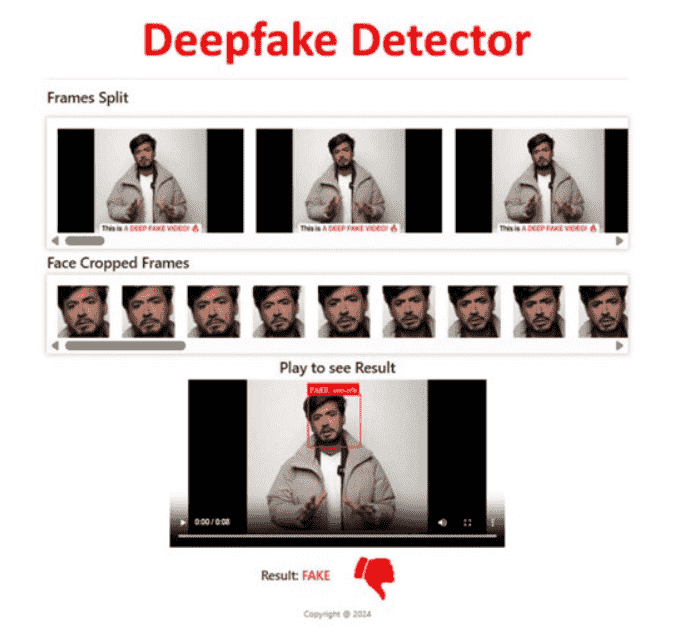 Deepfake Detector
Frames Split
This is A DEEP FAKE VIDEO!
This is A DEEP FAKE VIDEO!
This is A DEEP FAKE VIDEO!
Face Cropped Frames
Play to see Result
FAKE
0:00 / 0:08
Result: FAKE
Copyright @ 2024